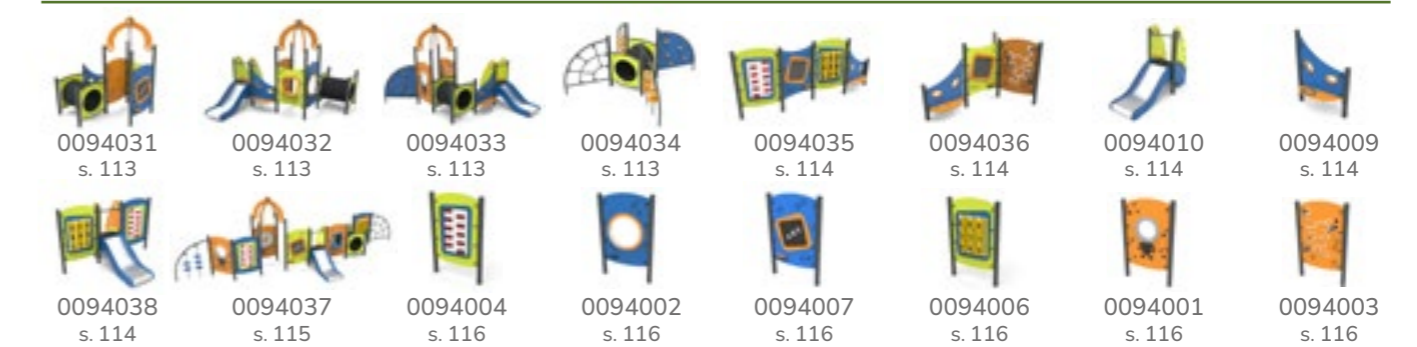 0094031 0094032 0094033 0094034 0094035 0094036 0094010 0094009
s. 113 s. 113 s. 113 s. 113 s. 114 s. 114 s. 114 s. 114
0094038 0094037 0094004 0094002 0094007 0094006 0094001 0094003
s. 114 s. 115 s. 116 s. 116 s. 116 s. 116 s. 116 s. 116